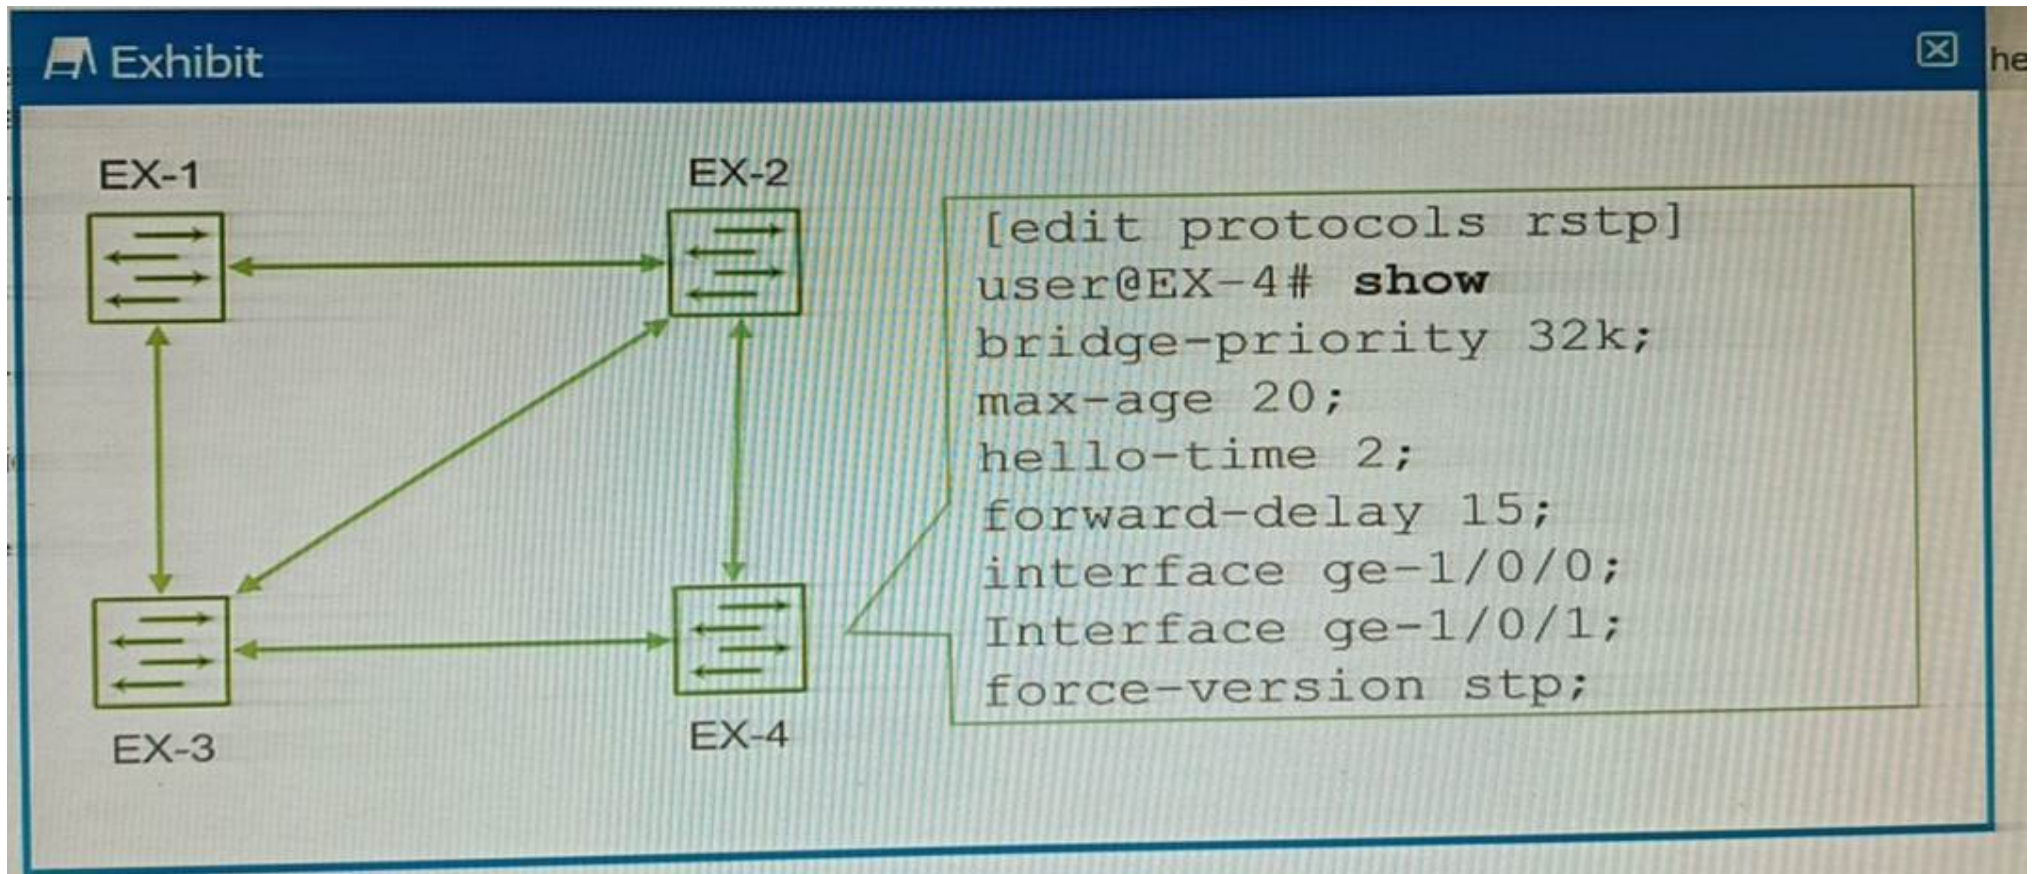 Exhibit
he
EX-1
EX-2
EX-3
EX-4
[edit protocols rstp]
user@EX-4# show
bridge-priority 32k;
max-age 20;
hello-time 2;
forward-delay 15;
interface ge-1/0/0;
Interface ge-1/0/1;
force-version stp;